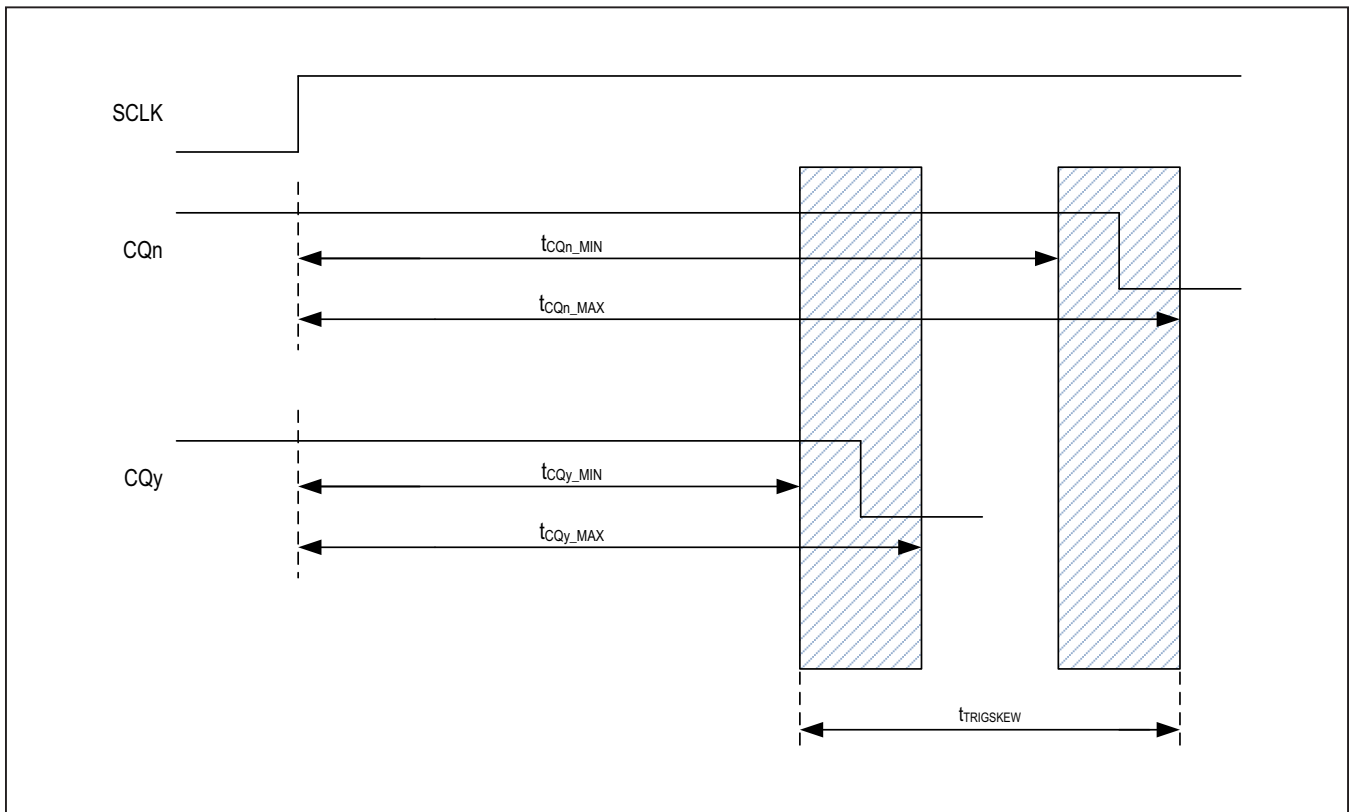 SCLK
CQn
tCQn_MIN
tCQn_MAX
CQy
tCQy_MIN
tCQy_MAX
tTRIGSKEW